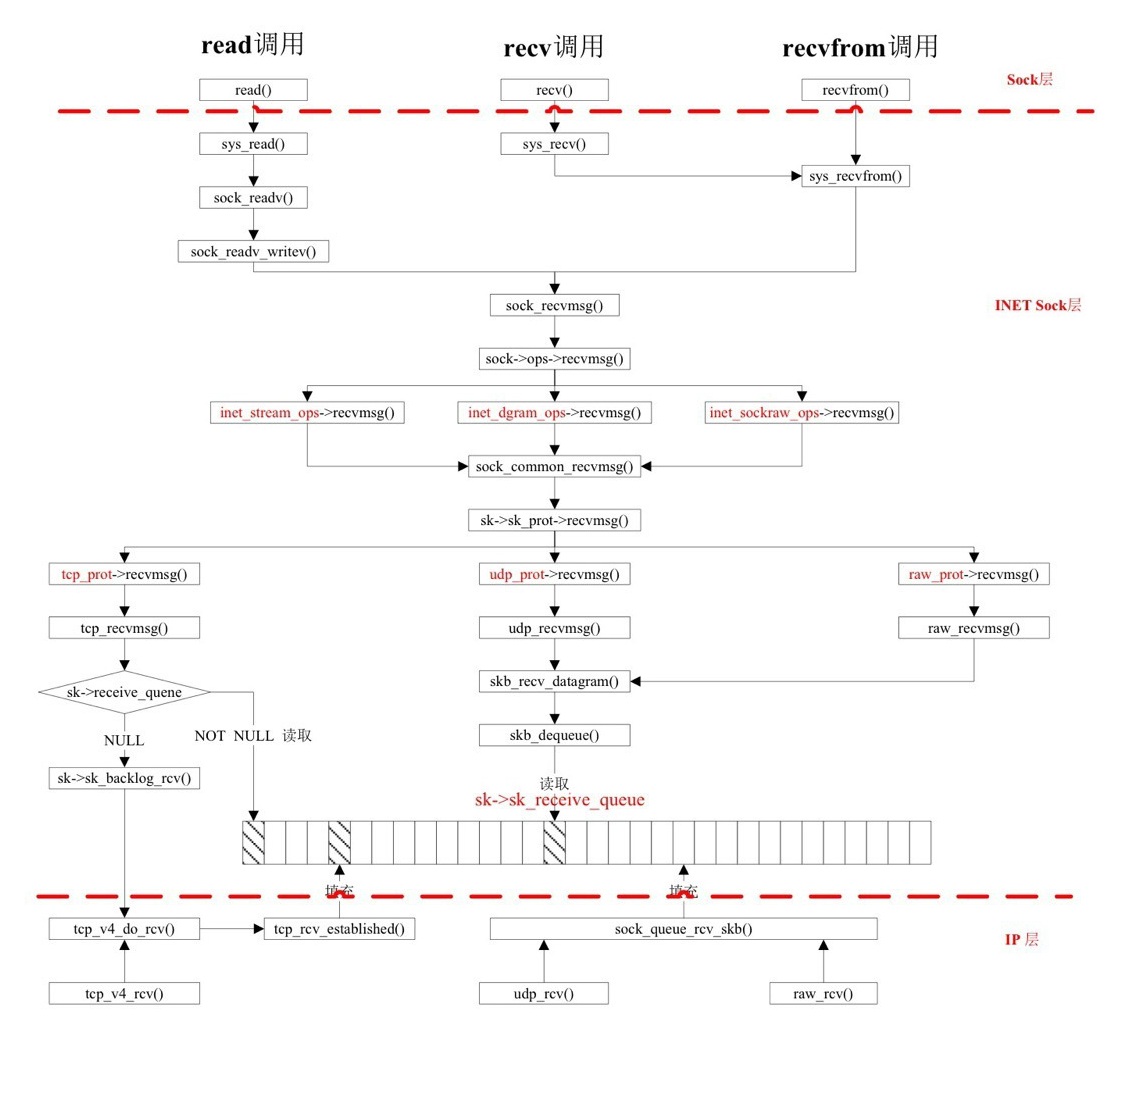 read调用
recv调用
recvfrom调用
read()
recv()
recvfrom()
Sock层
sys_read()
sys_recv()
sys_recvfrom()
sock_readv()
sock_readv_writev()
sock_recvmsg()
INET Sock层
sock->ops->recvmsg()
inet_stream_ops->recvmsg()
inet_dgram_ops->recvmsg()
inet_sockraw_ops->recvmsg()
sock_common_recvmsg()
sk->sk_prot->recvmsg()
tcp_prot->recvmsg()
udp_prot->recvmsg()
raw_prot->recvmsg()
tcp_recvmsg()
udp_recvmsg()
raw_recvmsg()
sk->receive_quene
skb_recv_datagram()
NULL
NOT NULL 读取
skb_dequeue()
sk->sk_backlog_rcv()
读取
sk->sk_receive_queue
填充
填充
tcp_v4_do_rcv()
tcp_rcv_established()
sock_queue_rcv_skb()
IP 层
tcp_v4_rcv()
udp_rcv()
raw_rcv()